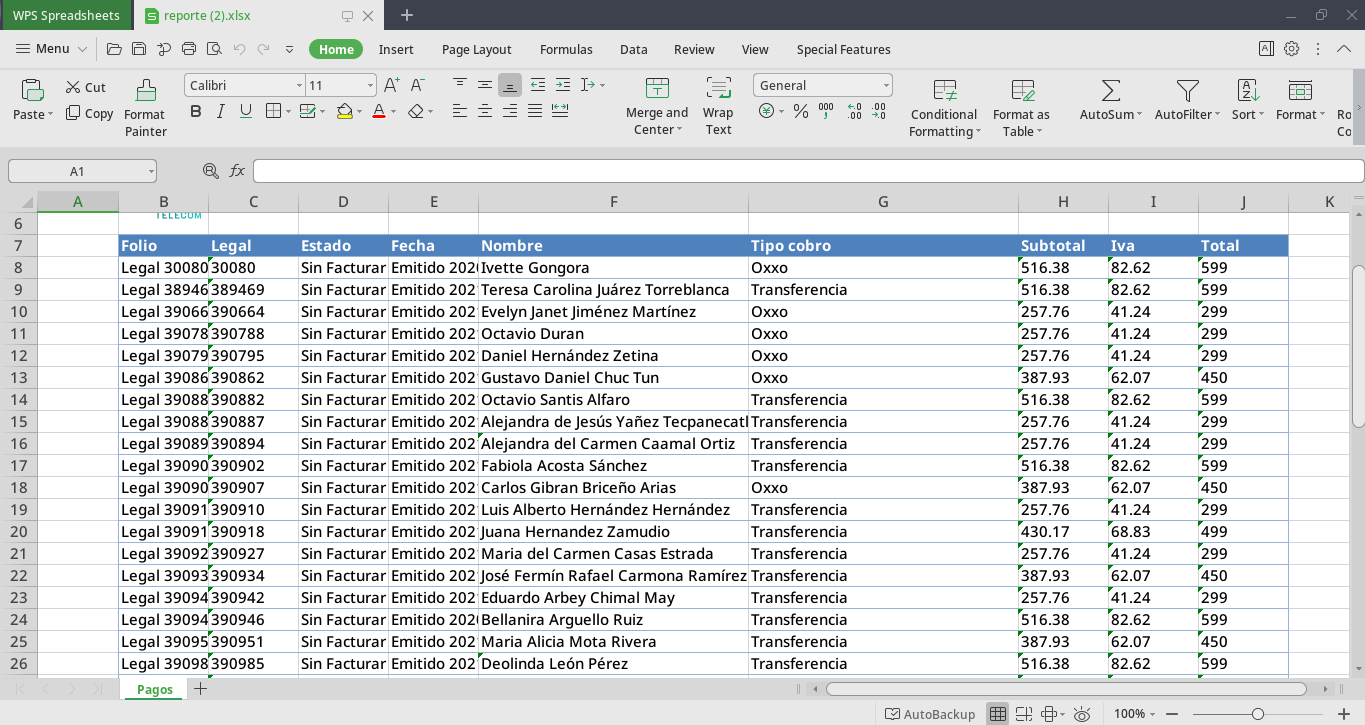 WPS Spreadsheets reporte (2).xlsx
Menu Home Insert Page Layout Formulas Data Review View Special Features
Paste Cut Copy Format Painter
Calibri 11
B I U A
Merge and Center Wrap Text
General
% 000 .00 .00
Conditional Formatting Format as Table AutoSum AutoFilter Sort Format
A1 fx
A B C D E F G H I J K
6 TELECOM
7 Folio Legal Estado Fecha Nombre Tipo cobro Subtotal Iva Total
8 Legal 30080 30080 Sin Facturar Emitido 202 Ivette Gongora Oxxo 516.38 82.62 599
9 Legal 38946 389469 Sin Facturar Emitido 202 Teresa Carolina Juárez Torreblanca Transferencia 516.38 82.62 599
10 Legal 39066 390664 Sin Facturar Emitido 202 Evelyn Janet Jiménez Martínez Oxxo 257.76 41.24 299
11 Legal 39078 390788 Sin Facturar Emitido 202 Octavio Duran Oxxo 257.76 41.24 299
12 Legal 39079 390795 Sin Facturar Emitido 202 Daniel Hernández Zetina Oxxo 257.76 41.24 299
13 Legal 39086 390862 Sin Facturar Emitido 202 Gustavo Daniel Chuc Tun Oxxo 387.93 62.07 450
14 Legal 39088 390882 Sin Facturar Emitido 202 Octavio Santis Alfaro Transferencia 516.38 82.62 599
15 Legal 39088 390887 Sin Facturar Emitido 202 Alejandra de Jesús Yañez Tecpanecatl Transferencia 257.76 41.24 299
16 Legal 39089 390894 Sin Facturar Emitido 202 Alejandra del Carmen Caamal Ortiz Transferencia 257.76 41.24 299
17 Legal 39090 390902 Sin Facturar Emitido 202 Fabiola Acosta Sánchez Transferencia 516.38 82.62 599
18 Legal 39090 390907 Sin Facturar Emitido 202 Carlos Gibran Briceño Arias Oxxo 387.93 62.07 450
19 Legal 39091 390910 Sin Facturar Emitido 202 Luis Alberto Hernández Hernández Transferencia 257.76 41.24 299
20 Legal 39091 390918 Sin Facturar Emitido 202 Juana Hernandez Zamudio Transferencia 430.17 68.83 499
21 Legal 39092 390927 Sin Facturar Emitido 202 Maria del Carmen Casas Estrada Transferencia 257.76 41.24 299
22 Legal 39093 390934 Sin Facturar Emitido 202 José Fermín Rafael Carmona Ramírez Transferencia 387.93 62.07 450
23 Legal 39094 390942 Sin Facturar Emitido 202 Eduardo Arbey Chimal May Transferencia 257.76 41.24 299
24 Legal 39094 390946 Sin Facturar Emitido 202 Bellanira Arguello Ruiz Transferencia 516.38 82.62 599
25 Legal 39095 390951 Sin Facturar Emitido 202 Maria Alicia Mota Rivera Transferencia 387.93 62.07 450
26 Legal 39098 390985 Sin Facturar Emitido 202 Deolinda León Pérez Transferencia 516.38 82.62 599
Pagos
AutoBackup 100%